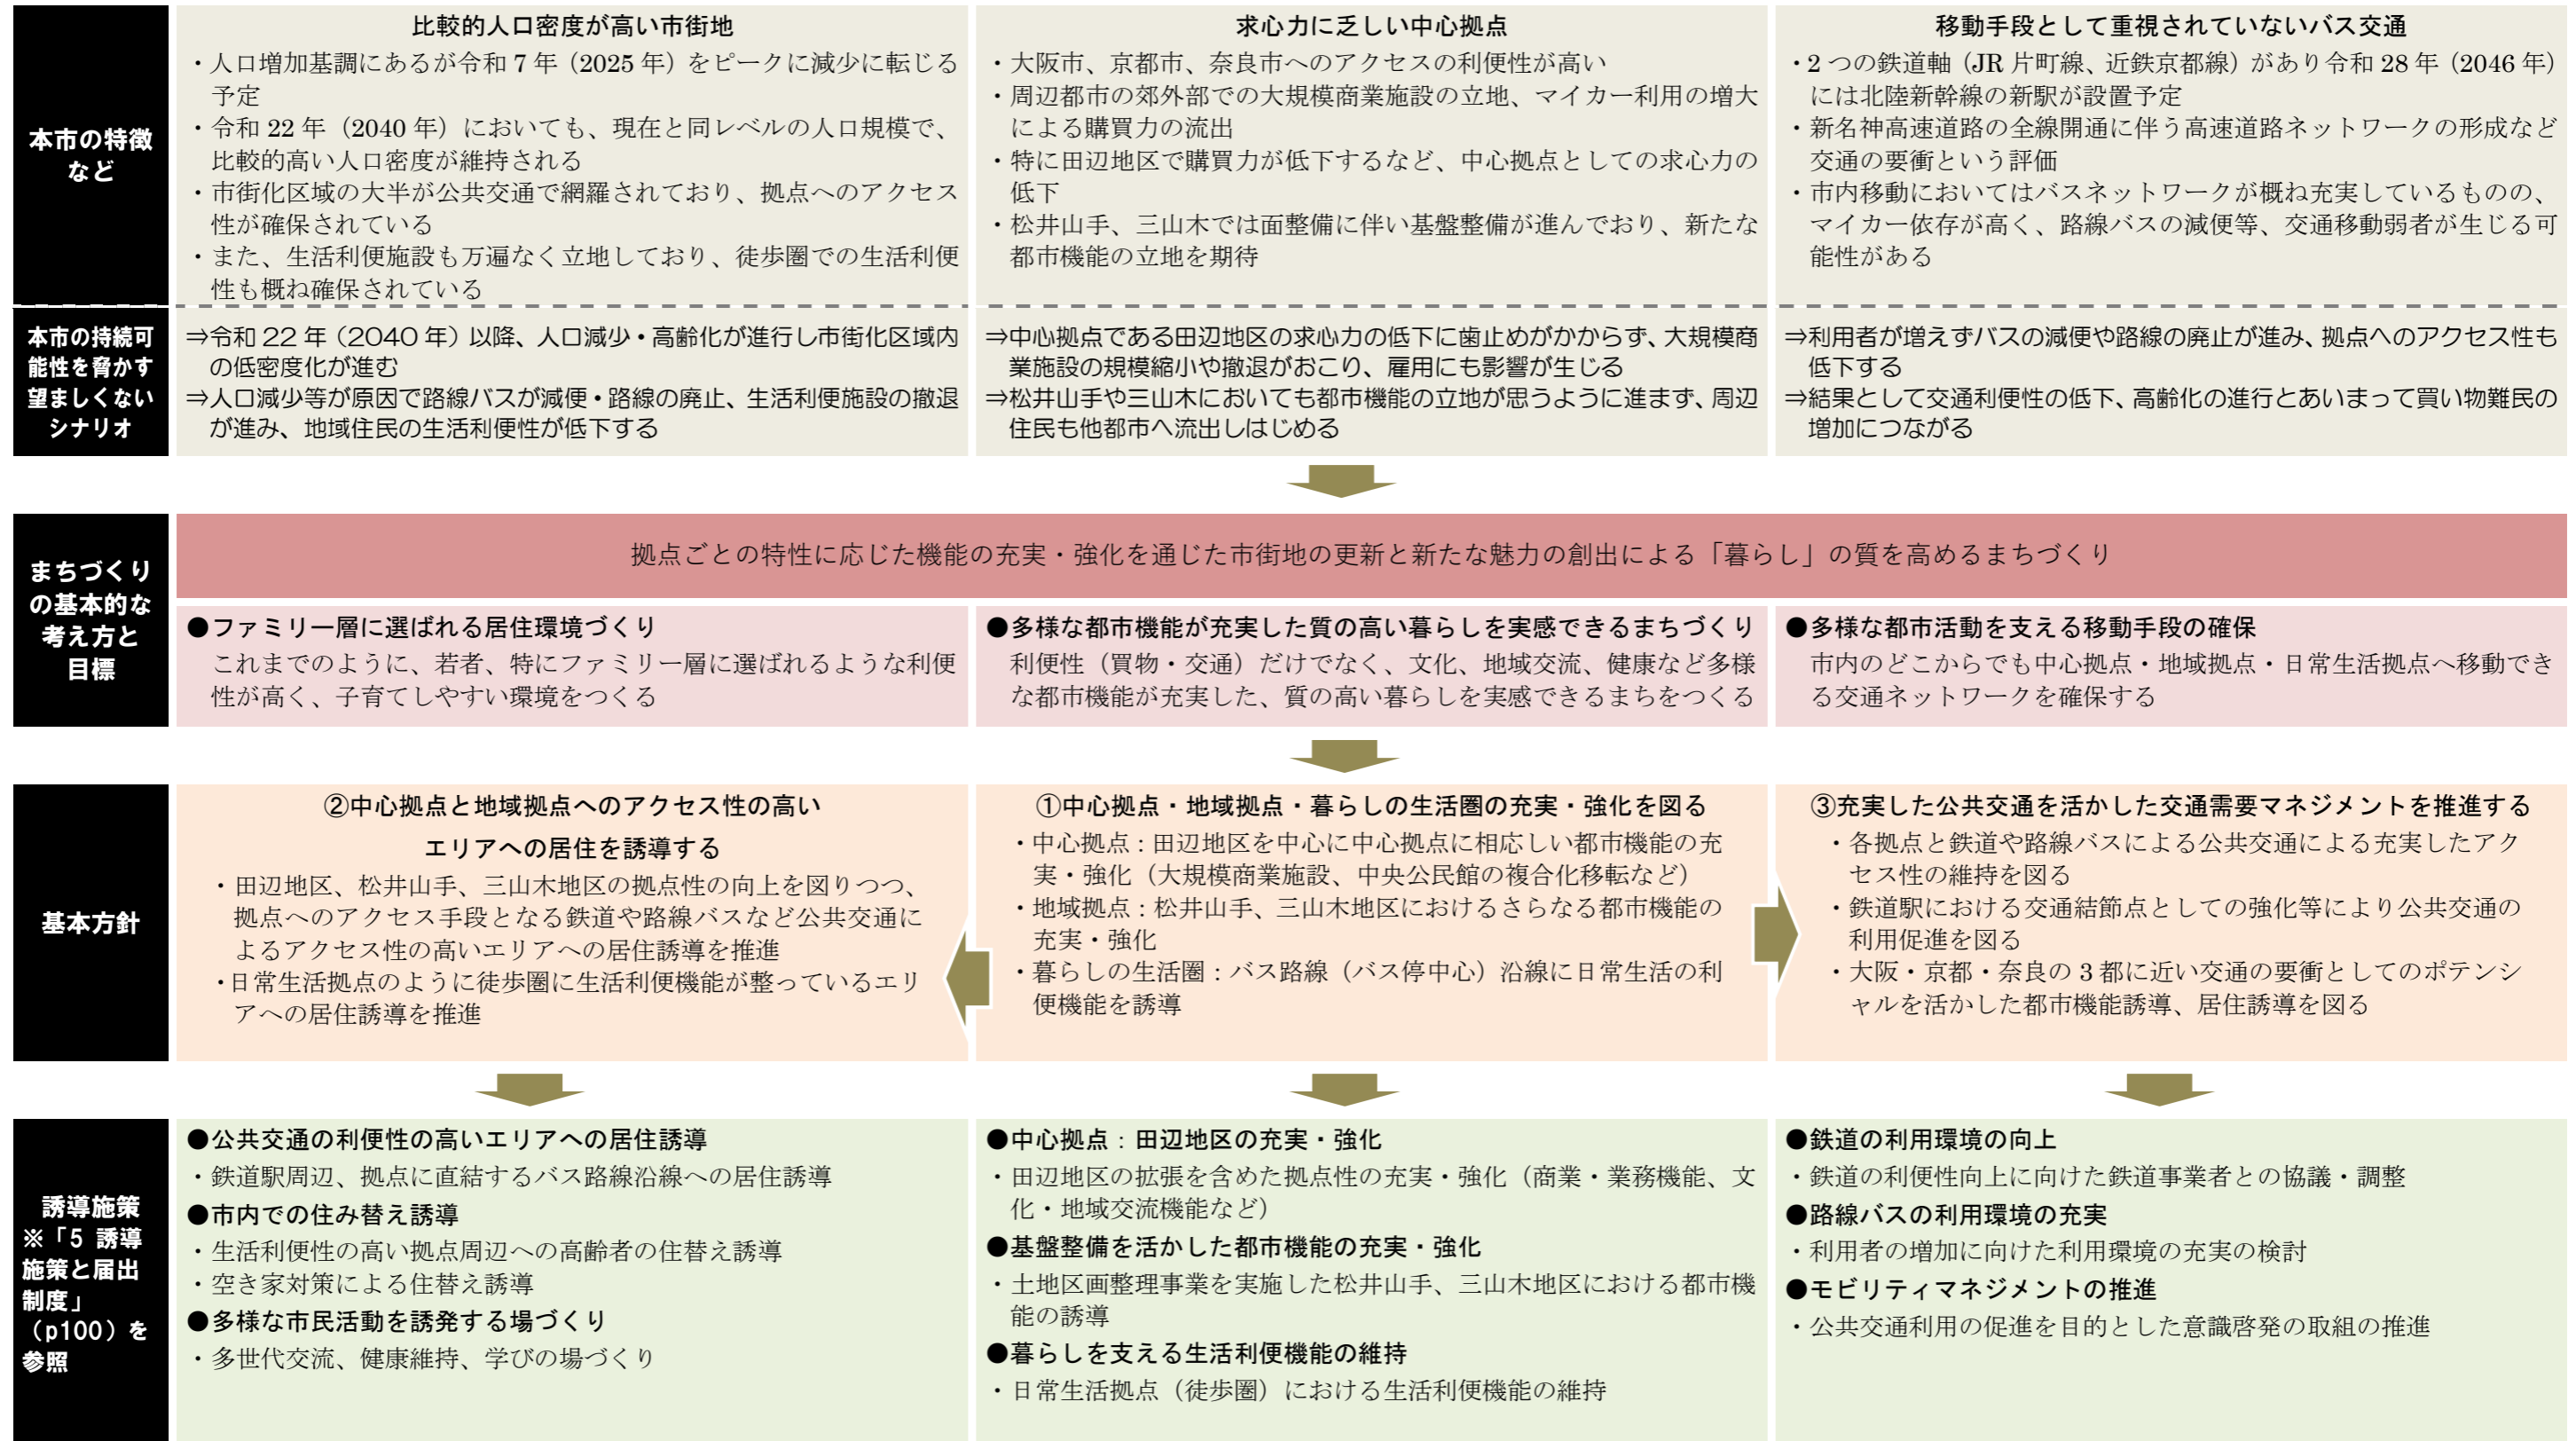 本市の特徴
など
比較的人口密度が高い市街地
・人口増加基調にあるが令和 7 年（2025 年）をピークに減少に転じる
予定
・令和 22 年（2040 年）においても、現在と同レベルの人口規模で、
比較的高い人口密度が維持される
・市街化区域の大半が公共交通で網羅されており、拠点へのアクセス
性が確保されている
・また、生活利便施設も万遍なく立地しており、徒歩圏での生活利便
性も概ね確保されている
求心力に乏しい中心拠点
・大阪市、京都市、奈良市へのアクセスの利便性が高い
・周辺都市の郊外部での大規模商業施設の立地、マイカー利用の増大
による購買力の流出
・特に田辺地区で購買力が低下するなど、中心拠点としての求心力の
低下
・松井山手、三山木では面整備に伴い基盤整備が進んでおり、新たな
都市機能の立地を期待
移動手段として重視されていないバス交通
・2 つの鉄道軸（JR 片町線、近鉄京都線）があり令和 28 年（2046 年）
には北陸新幹線の新駅が設置予定
・新名神高速道路の全線開通に伴う高速道路ネットワークの形成など
交通の要衝という評価
・市内移動においてはバスネットワークが概ね充実しているものの、
マイカー依存が高く、路線バスの減便等、交通移動弱者が生じる可
能性がある
本市の持続可
能性を脅かす
望ましくない
シナリオ
⇒令和 22 年（2040 年）以降、人口減少・高齢化が進行し市街化区域内
の低密度化が進む
⇒人口減少等が原因で路線バスが減便・路線の廃止、生活利便施設の撤退
が進み、地域住民の生活利便性が低下する
⇒中心拠点である田辺地区の求心力の低下に歯止めがかからず、大規模商
業施設の規模縮小や撤退がおこり、雇用にも影響が生じる
⇒松井山手や三山木においても都市機能の立地が思うように進まず、周辺
住民も他都市へ流出しはじめる
⇒利用者が増えずバスの減便や路線の廃止が進み、拠点へのアクセス性も
低下する
⇒結果として交通利便性の低下、高齢化の進行とあいまって買い物難民の
増加につながる
まちづくり
の基本的な
考え方と
目標
拠点ごとの特性に応じた機能の充実・強化を通じた市街地の更新と新たな魅力の創出による「暮らし」の質を高めるまちづくり
●ファミリー層に選ばれる居住環境づくり
これまでのように、若者、特にファミリー層に選ばれるような利便
性が高く、子育てしやすい環境をつくる
●多様な都市機能が充実した質の高い暮らしを実感できるまちづくり
利便性（買物・交通）だけでなく、文化、地域交流、健康など多様
な都市機能が充実した、質の高い暮らしを実感できるまちをつくる
●多様な都市活動を支える移動手段の確保
市内のどこからでも中心拠点・地域拠点・日常生活拠点へ移動でき
る交通ネットワークを確保する
基本方針
②中心拠点と地域拠点へのアクセス性の高い
エリアへの居住を誘導する
・田辺地区、松井山手、三山木地区の拠点性の向上を図りつつ、
拠点へのアクセス手段となる鉄道や路線バスなど公共交通に
よるアクセス性の高いエリアへの居住誘導を推進
・日常生活拠点のように徒歩圏に生活利便機能が整っているエリ
アへの居住誘導を推進
①中心拠点・地域拠点・暮らしの生活圏の充実・強化を図る
・中心拠点：田辺地区を中心に中心拠点に相応しい都市機能の充
実・強化（大規模商業施設、中央公民館の複合化移転など）
・地域拠点：松井山手、三山木地区におけるさらなる都市機能の
充実・強化
・暮らしの生活圏：バス路線（バス停中心）沿線に日常生活の利
便機能を誘導
③充実した公共交通を活かした交通需要マネジメントを推進する
・各拠点と鉄道や路線バスによる公共交通による充実したアク
セス性の維持を図る
・鉄道駅における交通結節点としての強化等により公共交通の
利用促進を図る
・大阪・京都・奈良の 3 都に近い交通の要衝としてのポテンシ
ャルを活かした都市機能誘導、居住誘導を図る
誘導施策
※「5 誘導
施策と届出
制度」
（p100）を
参照
●公共交通の利便性の高いエリアへの居住誘導
・鉄道駅周辺、拠点に直結するバス路線沿線への居住誘導
●市内での住み替え誘導
・生活利便性の高い拠点周辺への高齢者の住替え誘導
・空き家対策による住替え誘導
●多様な市民活動を誘発する場づくり
・多世代交流、健康維持、学びの場づくり
●中心拠点：田辺地区の充実・強化
・田辺地区の拡張を含めた拠点性の充実・強化（商業・業務機能、文
化・地域交流機能など）
●基盤整備を活かした都市機能の充実・強化
・土地区画整理事業を実施した松井山手、三山木地区における都市機
能の誘導
●暮らしを支える生活利便機能の維持
・日常生活拠点（徒歩圏）における生活利便機能の維持
●鉄道の利用環境の向上
・鉄道の利便性向上に向けた鉄道事業者との協議・調整
●路線バスの利用環境の充実
・利用者の増加に向けた利用環境の充実の検討
●モビリティマネジメントの推進
・公共交通利用の促進を目的とした意識啓発の取組の推進